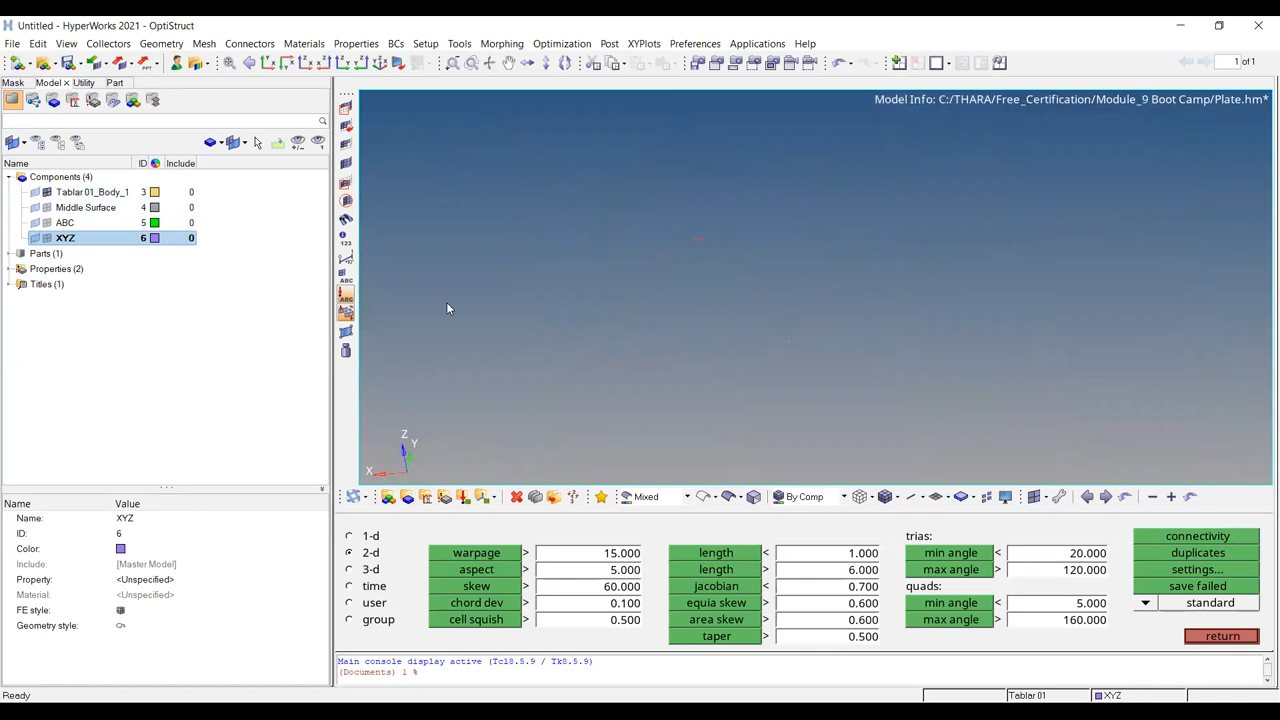 Untitled - HyperWorks 2021 - OptiStruct
File Edit View Collectors Geometry Mesh Connectors Materials Properties BCs Setup Tools Morphing Optimization Post XYPlots Preferences Applications Help
1 of 1
Mask Model × Utility Part
Model Info: C:/THARA/Free_Certification/Module_9 Boot Camp/Plate.hm*
Name ID Include
Components (4)
Tablar 01_Body_1 3 0
Middle Surface 4 0
ABC 5 0
XYZ 6 0
Parts (1)
Properties (2)
Titles (1)
123
ABC
ABC
Z
Y
X
Name Value
Name: XYZ
ID: 6
Color:
Include: [Master Model]
Property: <Unspecified>
Material: <Unspecified>
FE style:
Geometry style:
Mixed By Comp
1-d trias: connectivity
2-d warpage > 15.000 length < 1.000 min angle < 20.000 duplicates
3-d aspect > 5.000 length > 6.000 max angle > 120.000 settings...
time skew > 60.000 jacobian < 0.700 quads: save failed
user chord dev > 0.100 equia skew > 0.600 min angle < 5.000 standard
group cell squish > 0.500 area skew > 0.600 max angle > 160.000
taper > 0.500 return
Main console display active (Tcl8.5.9 / Tk8.5.9)
(Documents) 1 %
Ready Tablar 01 XYZ